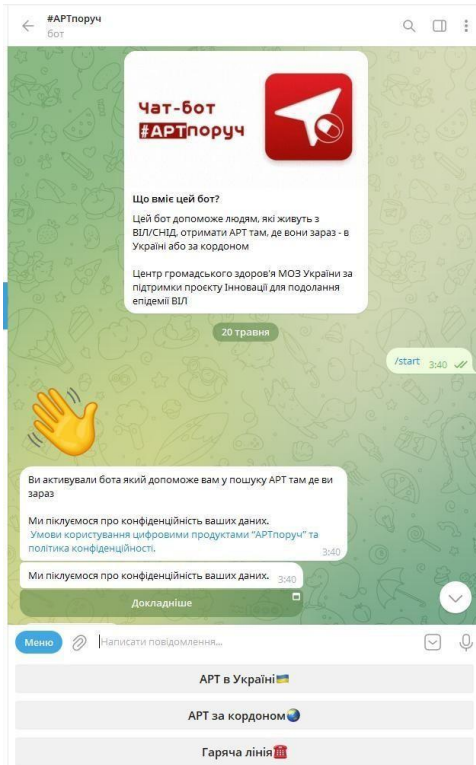 #АРТпоруч
бот
Чат-бот
#АРТпоруч
Що вміє цей бот?
Цей бот допоможе людям, які живуть з
ВІЛ/СНІД, отримати АРТ там, де вони зараз - в
Україні або за кордоном
Центр громадського здоров'я МОЗ України за
підтримки проєкту Інновації для подолання
епідемії ВІЛ
20 травня
/start 3:40
Ви активували бота який допоможе вам у пошуку АРТ там де ви
зараз
Ми піклуємося про конфіденційність ваших даних.
Умови користування цифровими продуктами “АРТпоруч” та
політика конфіденційності.
3:40
Ми піклуємося про конфіденційність ваших даних. 3:40
Докладніше
Меню Написати повідомлення...
АРТ в Україні
АРТ за кордоном
Гаряча лінія